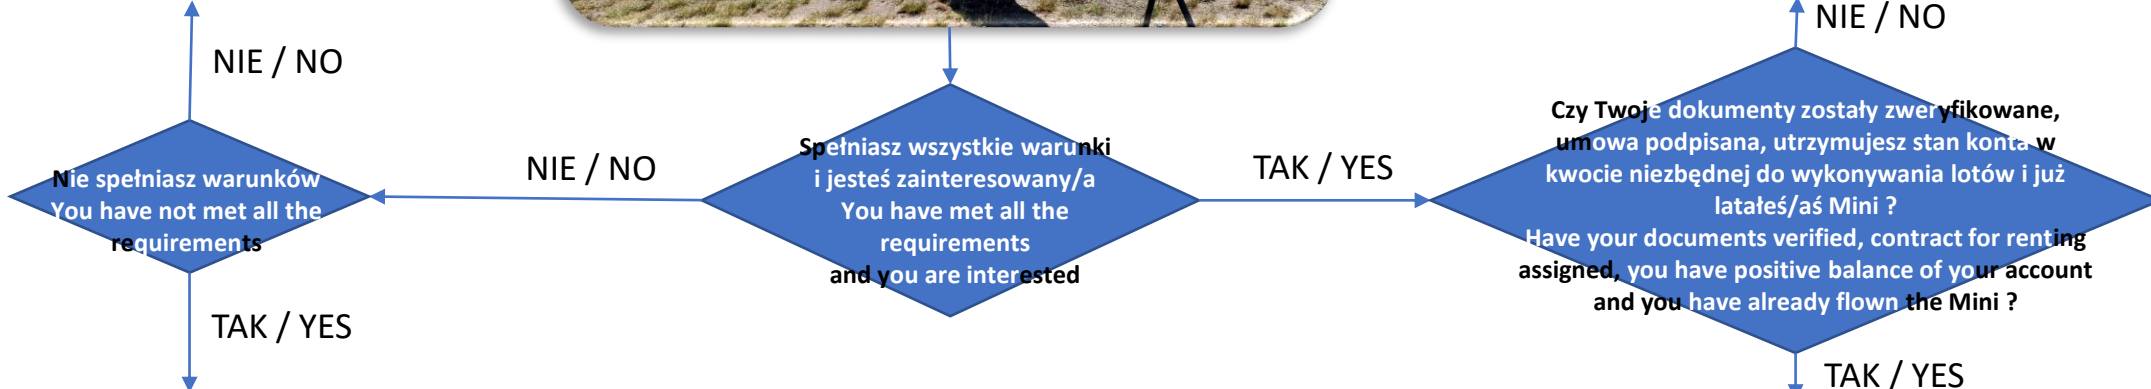 NIE / NO
Nie spełniasz warunków
You have not met all the
requirements
TAK / YES
NIE / NO
Spełniasz wszystkie warunki
i jesteś zainteresowany/a
You have met all the
requirements
and you are interested
TAK / YES
NIE / NO
Czy Twoje dokumenty zostały zweryfikowane,
umowa podpisana, utrzymujesz stan konta w
kwocie niezbędnej do wykonywania lotów i już
latałeś/aś Mini ?
Have your documents verified, contract for renting
assigned, you have positive balance of your account
and you have already flown the Mini ?
TAK / YES